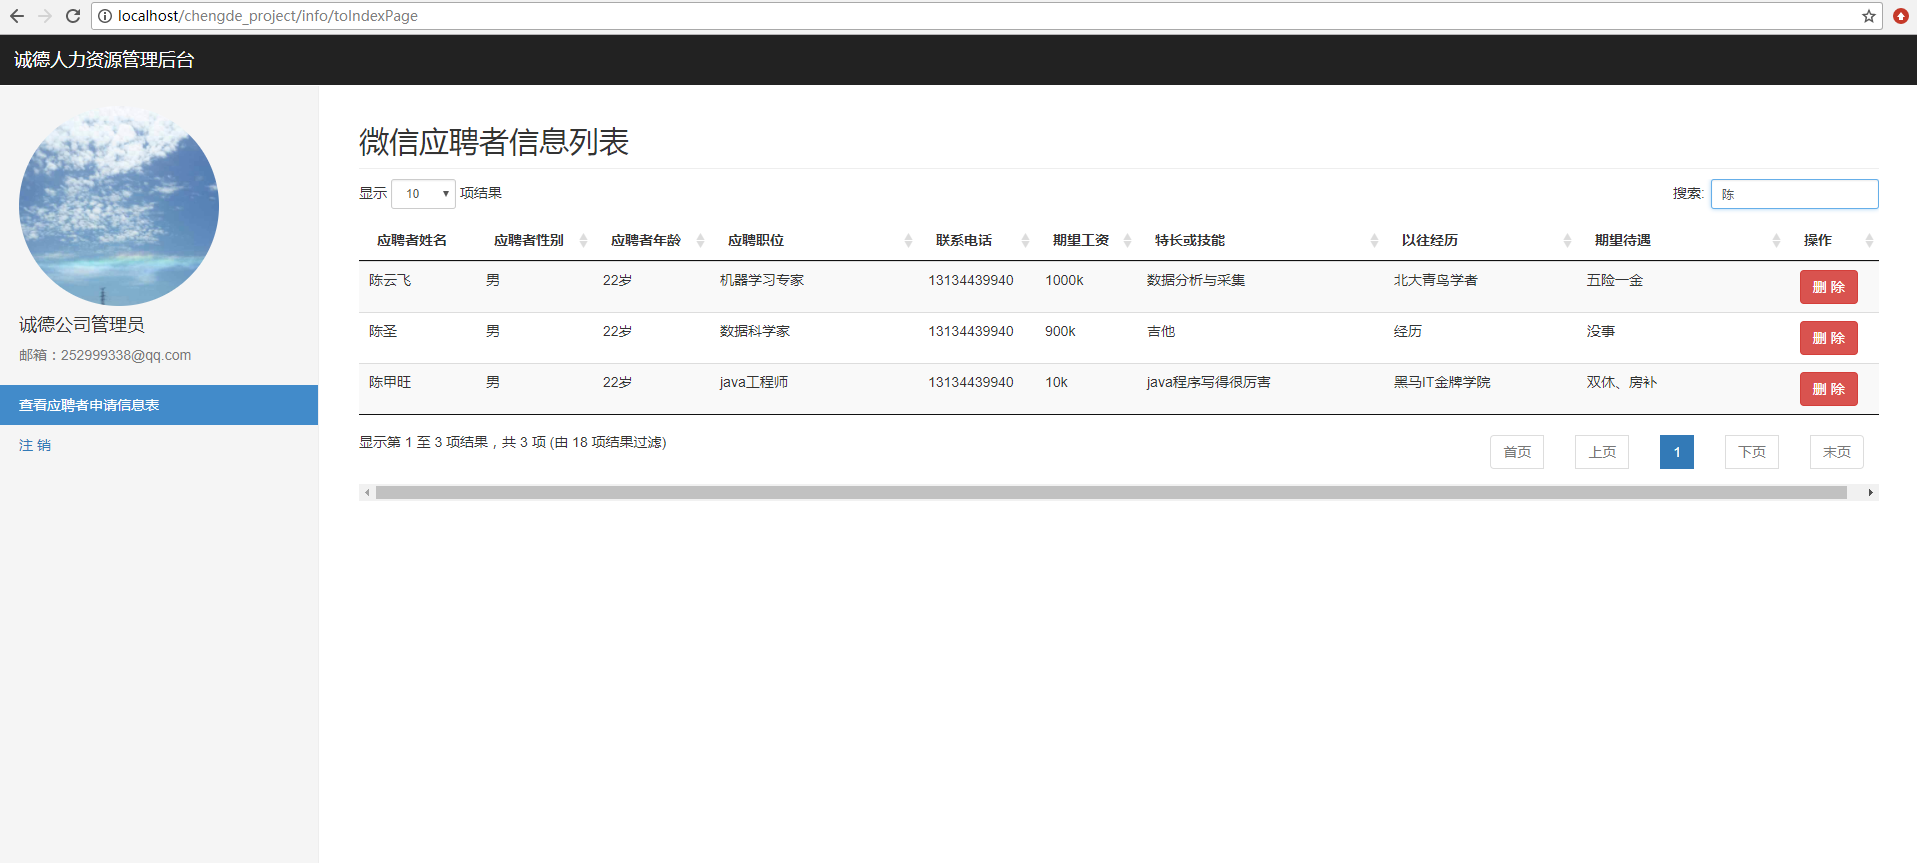 localhost/chengde_project/info/toIndexPage
诚德人力资源管理后台
诚德公司管理员
邮箱：252999338@qq.com
查看应聘者申请信息表
注 销
微信应聘者信息列表
显示 10 项结果 搜索: 陈
应聘者姓名 应聘者性别 应聘者年龄 应聘职位 联系电话 期望工资 特长或技能 以往经历 期望待遇 操作
陈云飞 男 22岁 机器学习专家 13134439940 1000k 数据分析与采集 北大青鸟学者 五险一金 删 除
陈圣 男 22岁 数据科学家 13134439940 900k 吉他 经历 没事 删 除
陈甲旺 男 22岁 java工程师 13134439940 10k java程序写得很厉害 黑马IT金牌学院 双休、房补 删 除
显示第 1 至 3 项结果，共 3 项 (由 18 项结果过滤) 首页 上页 1 下页 末页